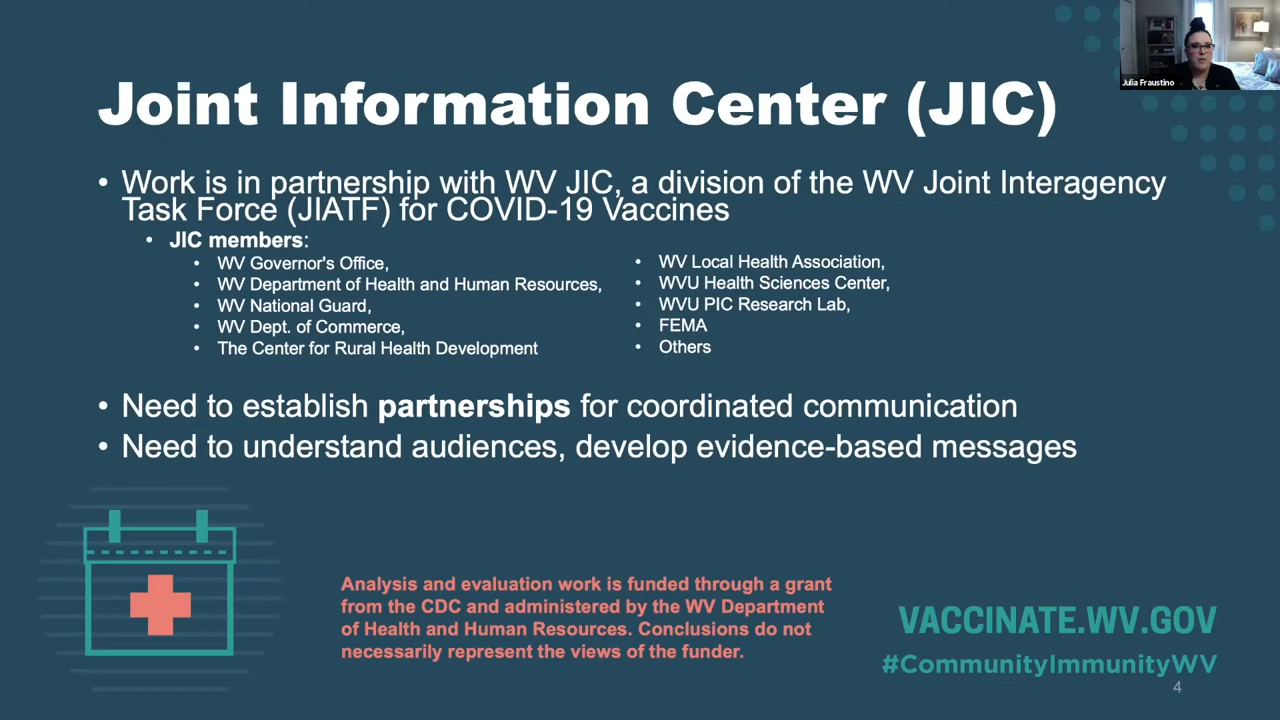 Julia Fraustino
Joint Information Center (JIC)
• Work is in partnership with WV JIC, a division of the WV Joint Interagency
Task Force (JIATF) for COVID-19 Vaccines
• JIC members:
• WV Governor's Office,
• WV Department of Health and Human Resources,
• WV National Guard,
• WV Dept. of Commerce,
• The Center for Rural Health Development
• WV Local Health Association,
• WVU Health Sciences Center,
• WVU PIC Research Lab,
• FEMA
• Others
• Need to establish partnerships for coordinated communication
• Need to understand audiences, develop evidence-based messages
Analysis and evaluation work is funded through a grant
from the CDC and administered by the WV Department
of Health and Human Resources. Conclusions do not
necessarily represent the views of the funder.
VACCINATE.WV.GOV
#CommunityImmunityWV
4